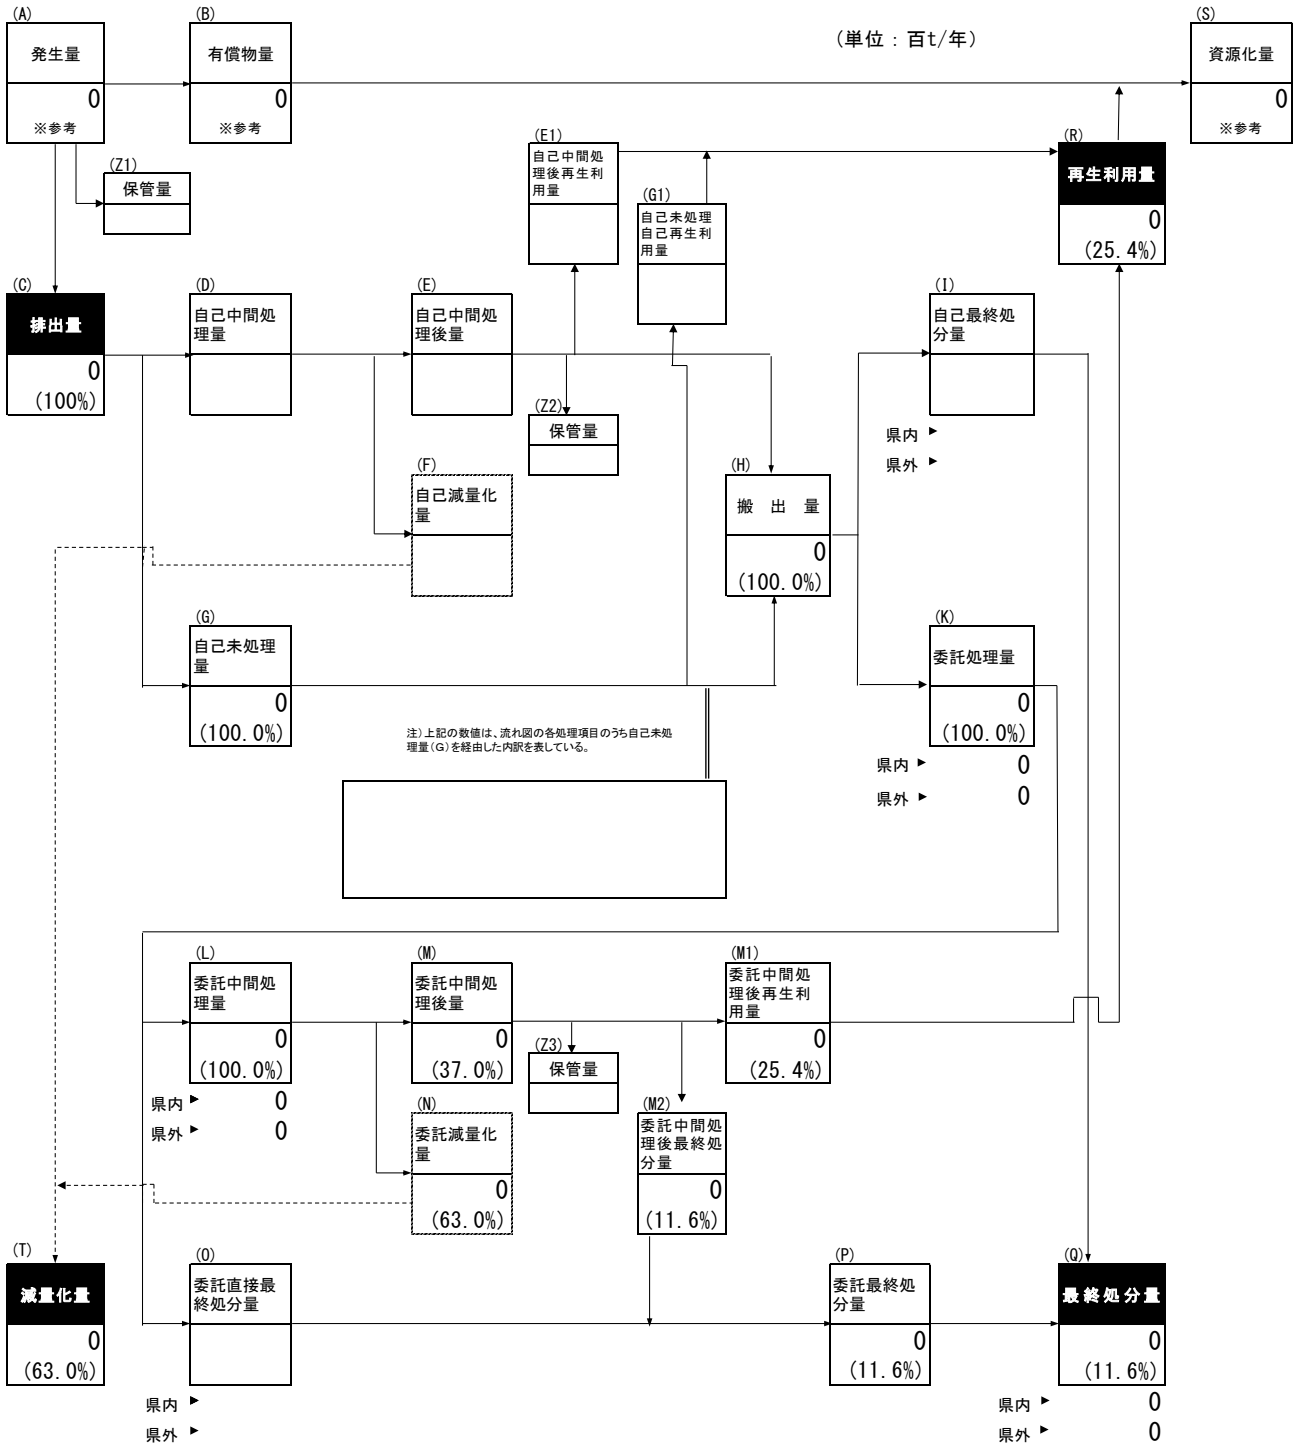 (A)
発生量
0
※参考
(B)
有償物量
0
※参考
(単位：百t/年)
(S)
資源化量
0
※参考
(Z1)
保管量
(E1)
自己中間処
理後再生利
用量
(G1)
自己未処理
自己再生利
用量
(R)
再生利用量
0
(25.4%)
(C)
排出量
0
(100%)
(D)
自己中間処
理量
(E)
自己中間処
理後量
(Z2)
保管量
(I)
自己最終処
分量
県内 ▶
県外 ▶
(F)
自己減量化
量
(H)
搬 出 量
0
(100.0%)
(G)
自己未処理
量
0
(100.0%)
(K)
委託処理量
0
(100.0%)
県内 ▶ 0
県外 ▶ 0
注)上記の数値は、流れ図の各処理項目のうち自己未処
理量(G)を経由した内訳を表している。
(L)
委託中間処
理量
0
(100.0%)
県内 ▶ 0
県外 ▶ 0
(M)
委託中間処
理後量
0
(37.0%)
(Z3)
保管量
(M1)
委託中間処
理後再生利
用量
0
(25.4%)
(N)
委託減量化
量
0
(63.0%)
(M2)
委託中間処
理後最終処
分量
0
(11.6%)
(T)
減量化量
0
(63.0%)
(O)
委託直接最
終処分量
県内 ▶
県外 ▶
(P)
委託最終処
分量
0
(11.6%)
(Q)
最終処分量
0
(11.6%)
県内 ▶ 0
県外 ▶ 0